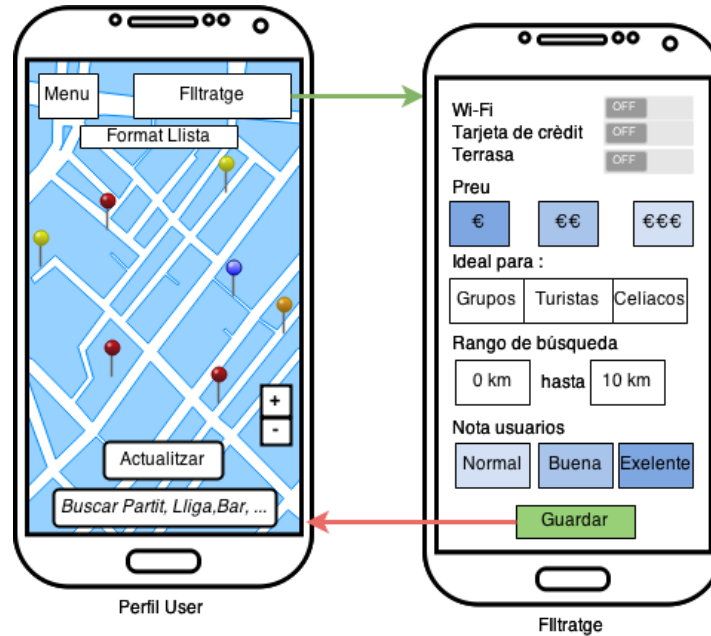 Menu
FIltratge
Format Llista
+
-
Actualitzar
Buscar Partit, Lliga,Bar, ...
Perfil User
Wi-Fi
OFF
Tarjeta de crèdit
OFF
Terrasa
OFF
Preu
€
€€
€€€
Ideal para :
Grupos
Turistas
Celíacos
Rango de búsqueda
0 km
hasta
10 km
Nota usuarios
Normal
Buena
Exelente
Guardar
FIltratge